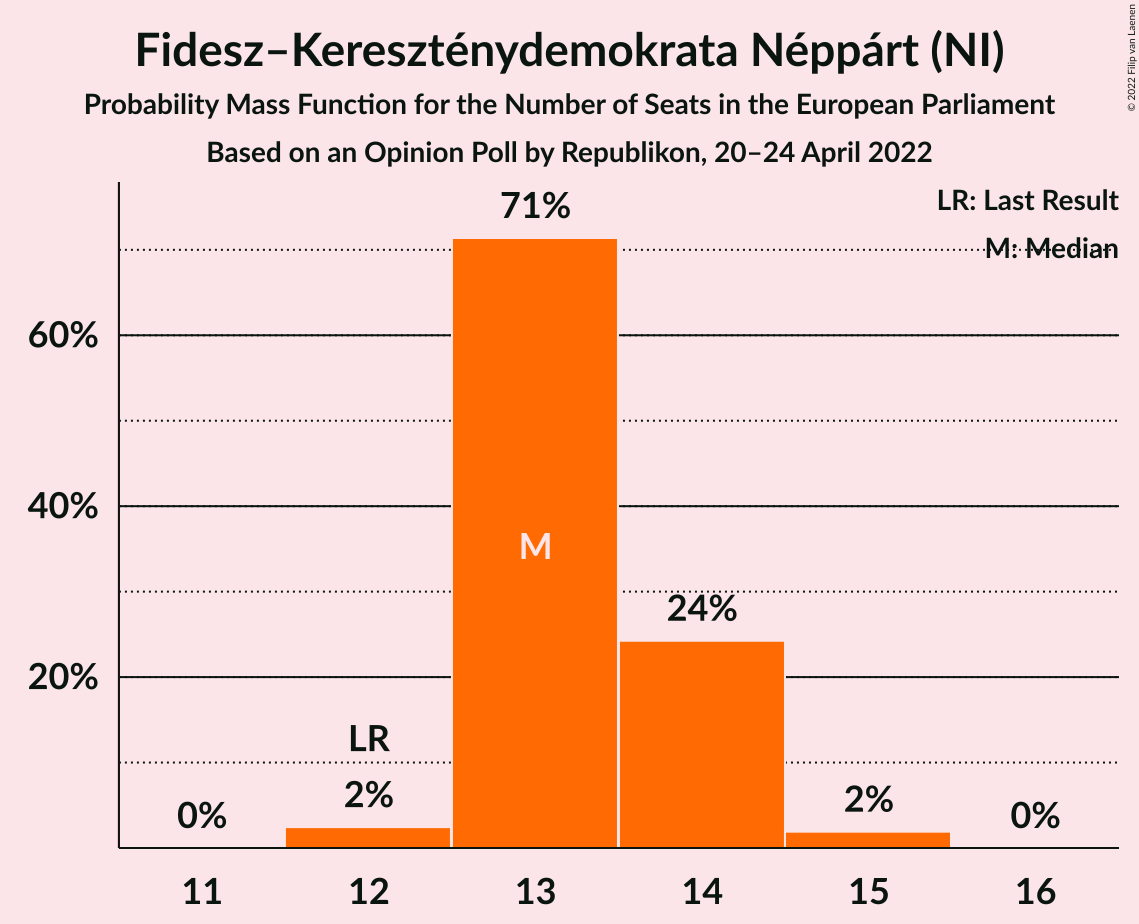 Fidesz–Kereszténydemokrata Néppárt (NI)
Probability Mass Function for the Number of Seats in the European Parliament
Based on an Opinion Poll by Republikon, 20–24 April 2022
© 2022 Filip van Laenen
LR: Last Result
M: Median
71%
60%
40%
M
24%
20%
LR
0%
2%
2%
0%
11 12 13 14 15 16